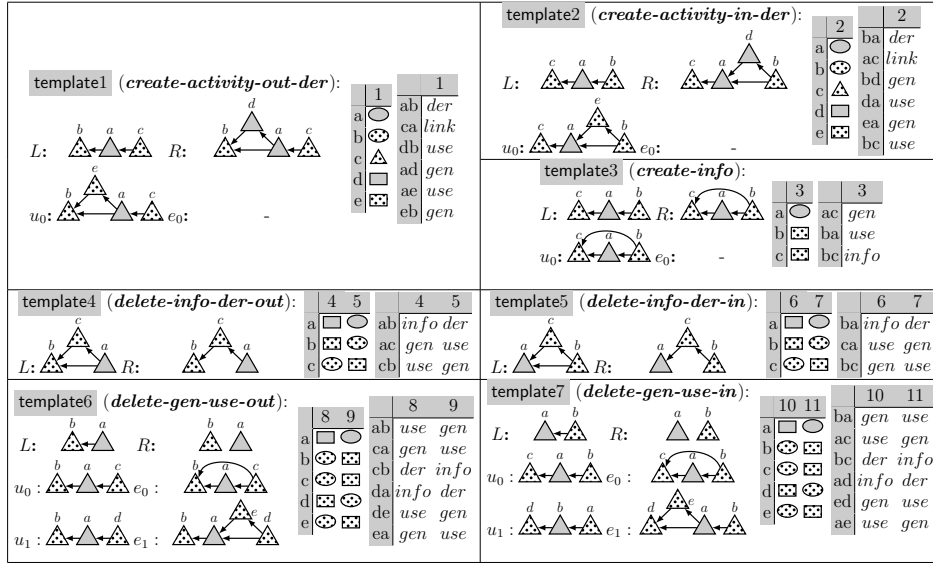 template1 (create-activity-out-der):
b a c
L:
d
b a c
R:
e
b a c
u0:
e0: -
1
a
b
c
d
e
1
ab der
ca link
db use
ad gen
ae use
eb gen
template2 (create-activity-in-der):
c a b
L:
d
c a b
R:
e
c a b
u0:
e0: -
2
a
b
c
d
e
2
ba der
ac link
bd gen
da use
ea gen
bc use
template3 (create-info):
c a b
L:
c a b
R:
c a b
u0:
e0: -
3
a
b
c
3
ac gen
ba use
bc info
template4 (delete-info-der-out):
c
b a
L:
c
b a
R:
4 5
a
b
c
4 5
ab info der
ac gen use
cb use gen
template5 (delete-info-der-in):
c
a b
L:
c
a b
R:
6 7
a
b
c
6 7
ba info der
ca use gen
bc gen use
template6 (delete-gen-use-out):
b a
L:
b a
R:
b a c
u0 :
b a c
e0 :
b a d
u1 :
b a e d
e1 :
8 9
a
b
c
d
e
8 9
ab use gen
ca gen use
cb der info
da info der
de use gen
ea gen use
template7 (delete-gen-use-in):
a b
L:
a b
R:
c a b
u0 :
c a b
e0 :
d b a
u1 :
e
d a b
e1 :
10 11
a
b
c
d
e
10 11
ba gen use
ac use gen
bc der info
ad info der
ed gen use
ae use gen